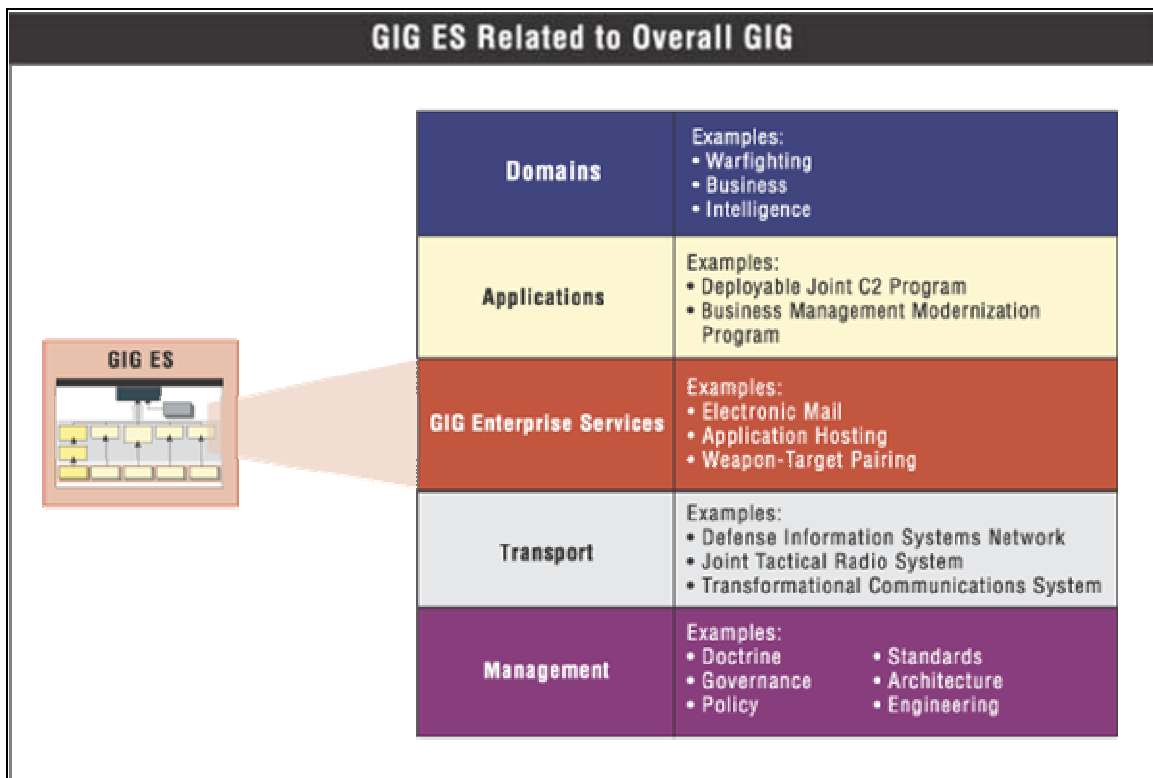 GIG ES Related to Overall GIG
Domains
Examples:
• Warfighting
• Business
• Intelligence
Applications
Examples:
• Deployable Joint C2 Program
• Business Management Modernization
Program
GIG ES
GIG Enterprise Services
Examples:
• Electronic Mail
• Application Hosting
• Weapon-Target Pairing
Transport
Examples:
• Defense Information Systems Network
• Joint Tactical Radio System
• Transformational Communications System
Management
Examples:
• Doctrine
• Governance
• Policy
• Standards
• Architecture
• Engineering